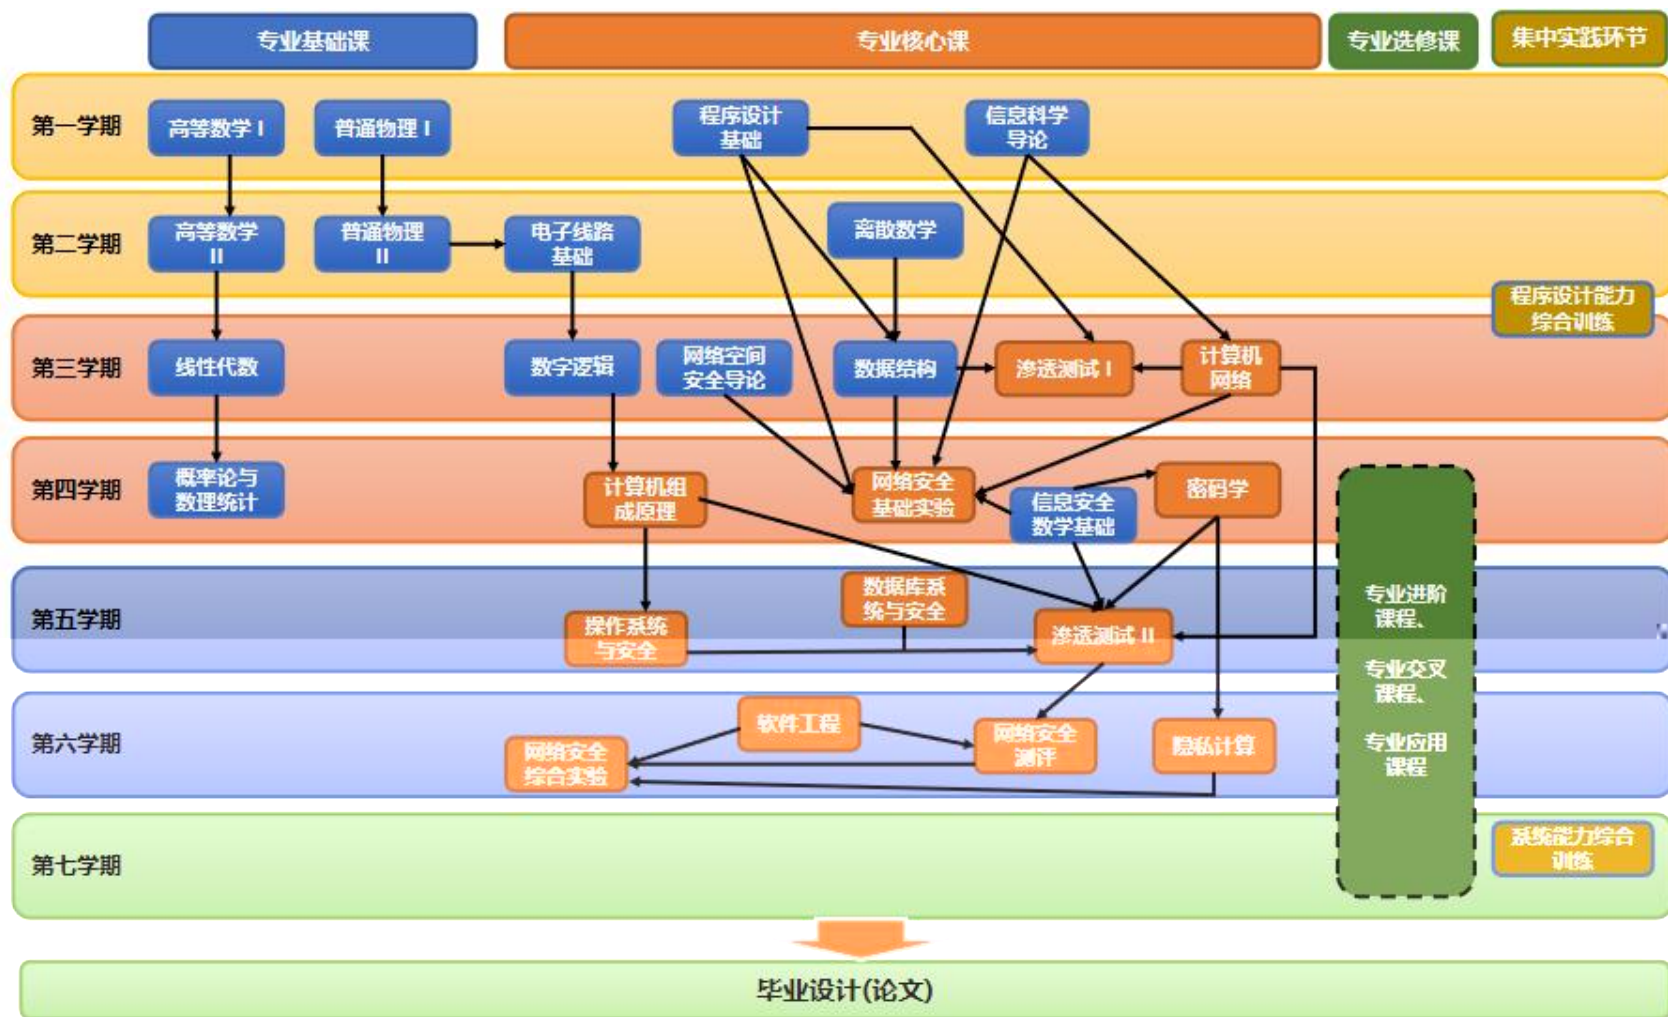 专业基础课
专业核心课
专业选修课
集中实践环节
第一学期
高等数学 I
普通物理 I
程序设计
基础
信息科学
导论
第二学期
高等数学
II
普通物理
II
电子线路
基础
离散数学
程序设计能力
综合训练
第三学期
线性代数
数字逻辑
网络空间
安全导论
数据结构
渗透测试 I
计算机
网络
第四学期
概率论与
数理统计
计算机组
成原理
网络安全
基础实验
信息安全
数学基础
密码学
第五学期
操作系统
与安全
数据库系
统与安全
渗透测试 II
专业进阶
课程、
专业交叉
课程、
专业应用
课程
第六学期
网络安全
综合实验
软件工程
网络安全
测评
隐私计算
第七学期
系统能力综合
训练
毕业设计(论文)